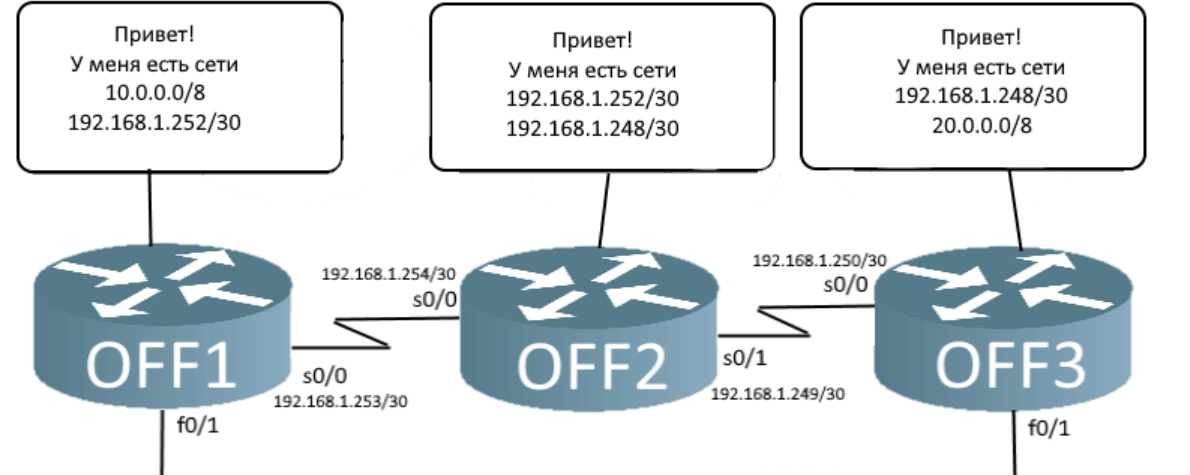 Привет!
У меня есть сети
10.0.0.0/8
192.168.1.252/30
Привет!
У меня есть сети
192.168.1.252/30
192.168.1.248/30
Привет!
У меня есть сети
192.168.1.248/30
20.0.0.0/8
OFF1
s0/0
192.168.1.253/30
f0/1
192.168.1.254/30
s0/0
OFF2
s0/1
192.168.1.249/30
192.168.1.250/30
s0/0
OFF3
f0/1